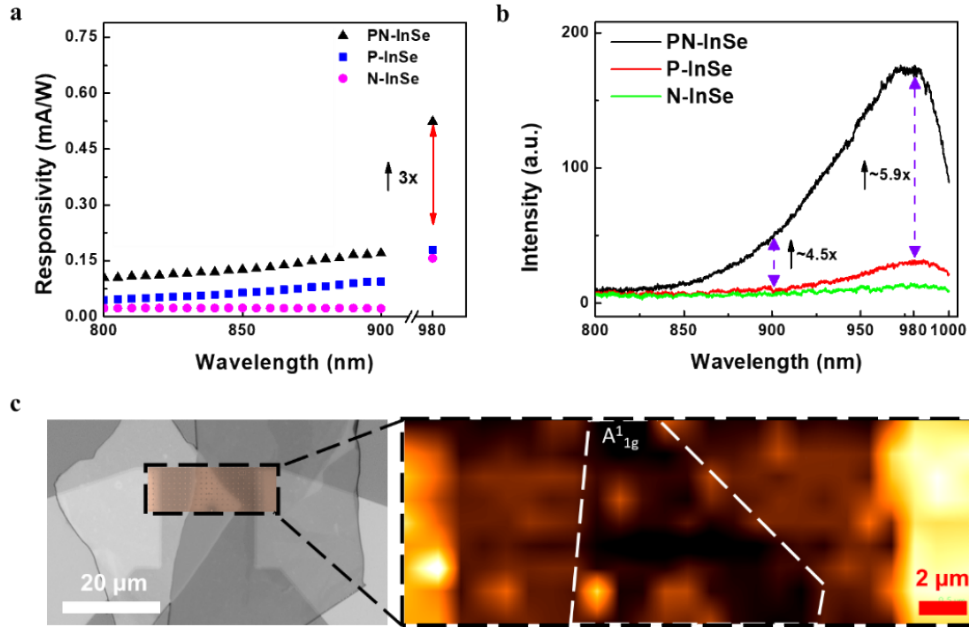 a
0.75
0.60
0.45
0.30
0.15
0.00
Responsivity (mA/W)
PN-InSe
P-InSe
N-InSe
3x
800
850
900
980
Wavelength (nm)
b
200
100
0
Intensity (a.u.)
PN-InSe
P-InSe
N-InSe
~5.9x
~4.5x
800
850
900
950
980
1000
Wavelength (nm)
c
20 μm
A¹₁g
2 μm